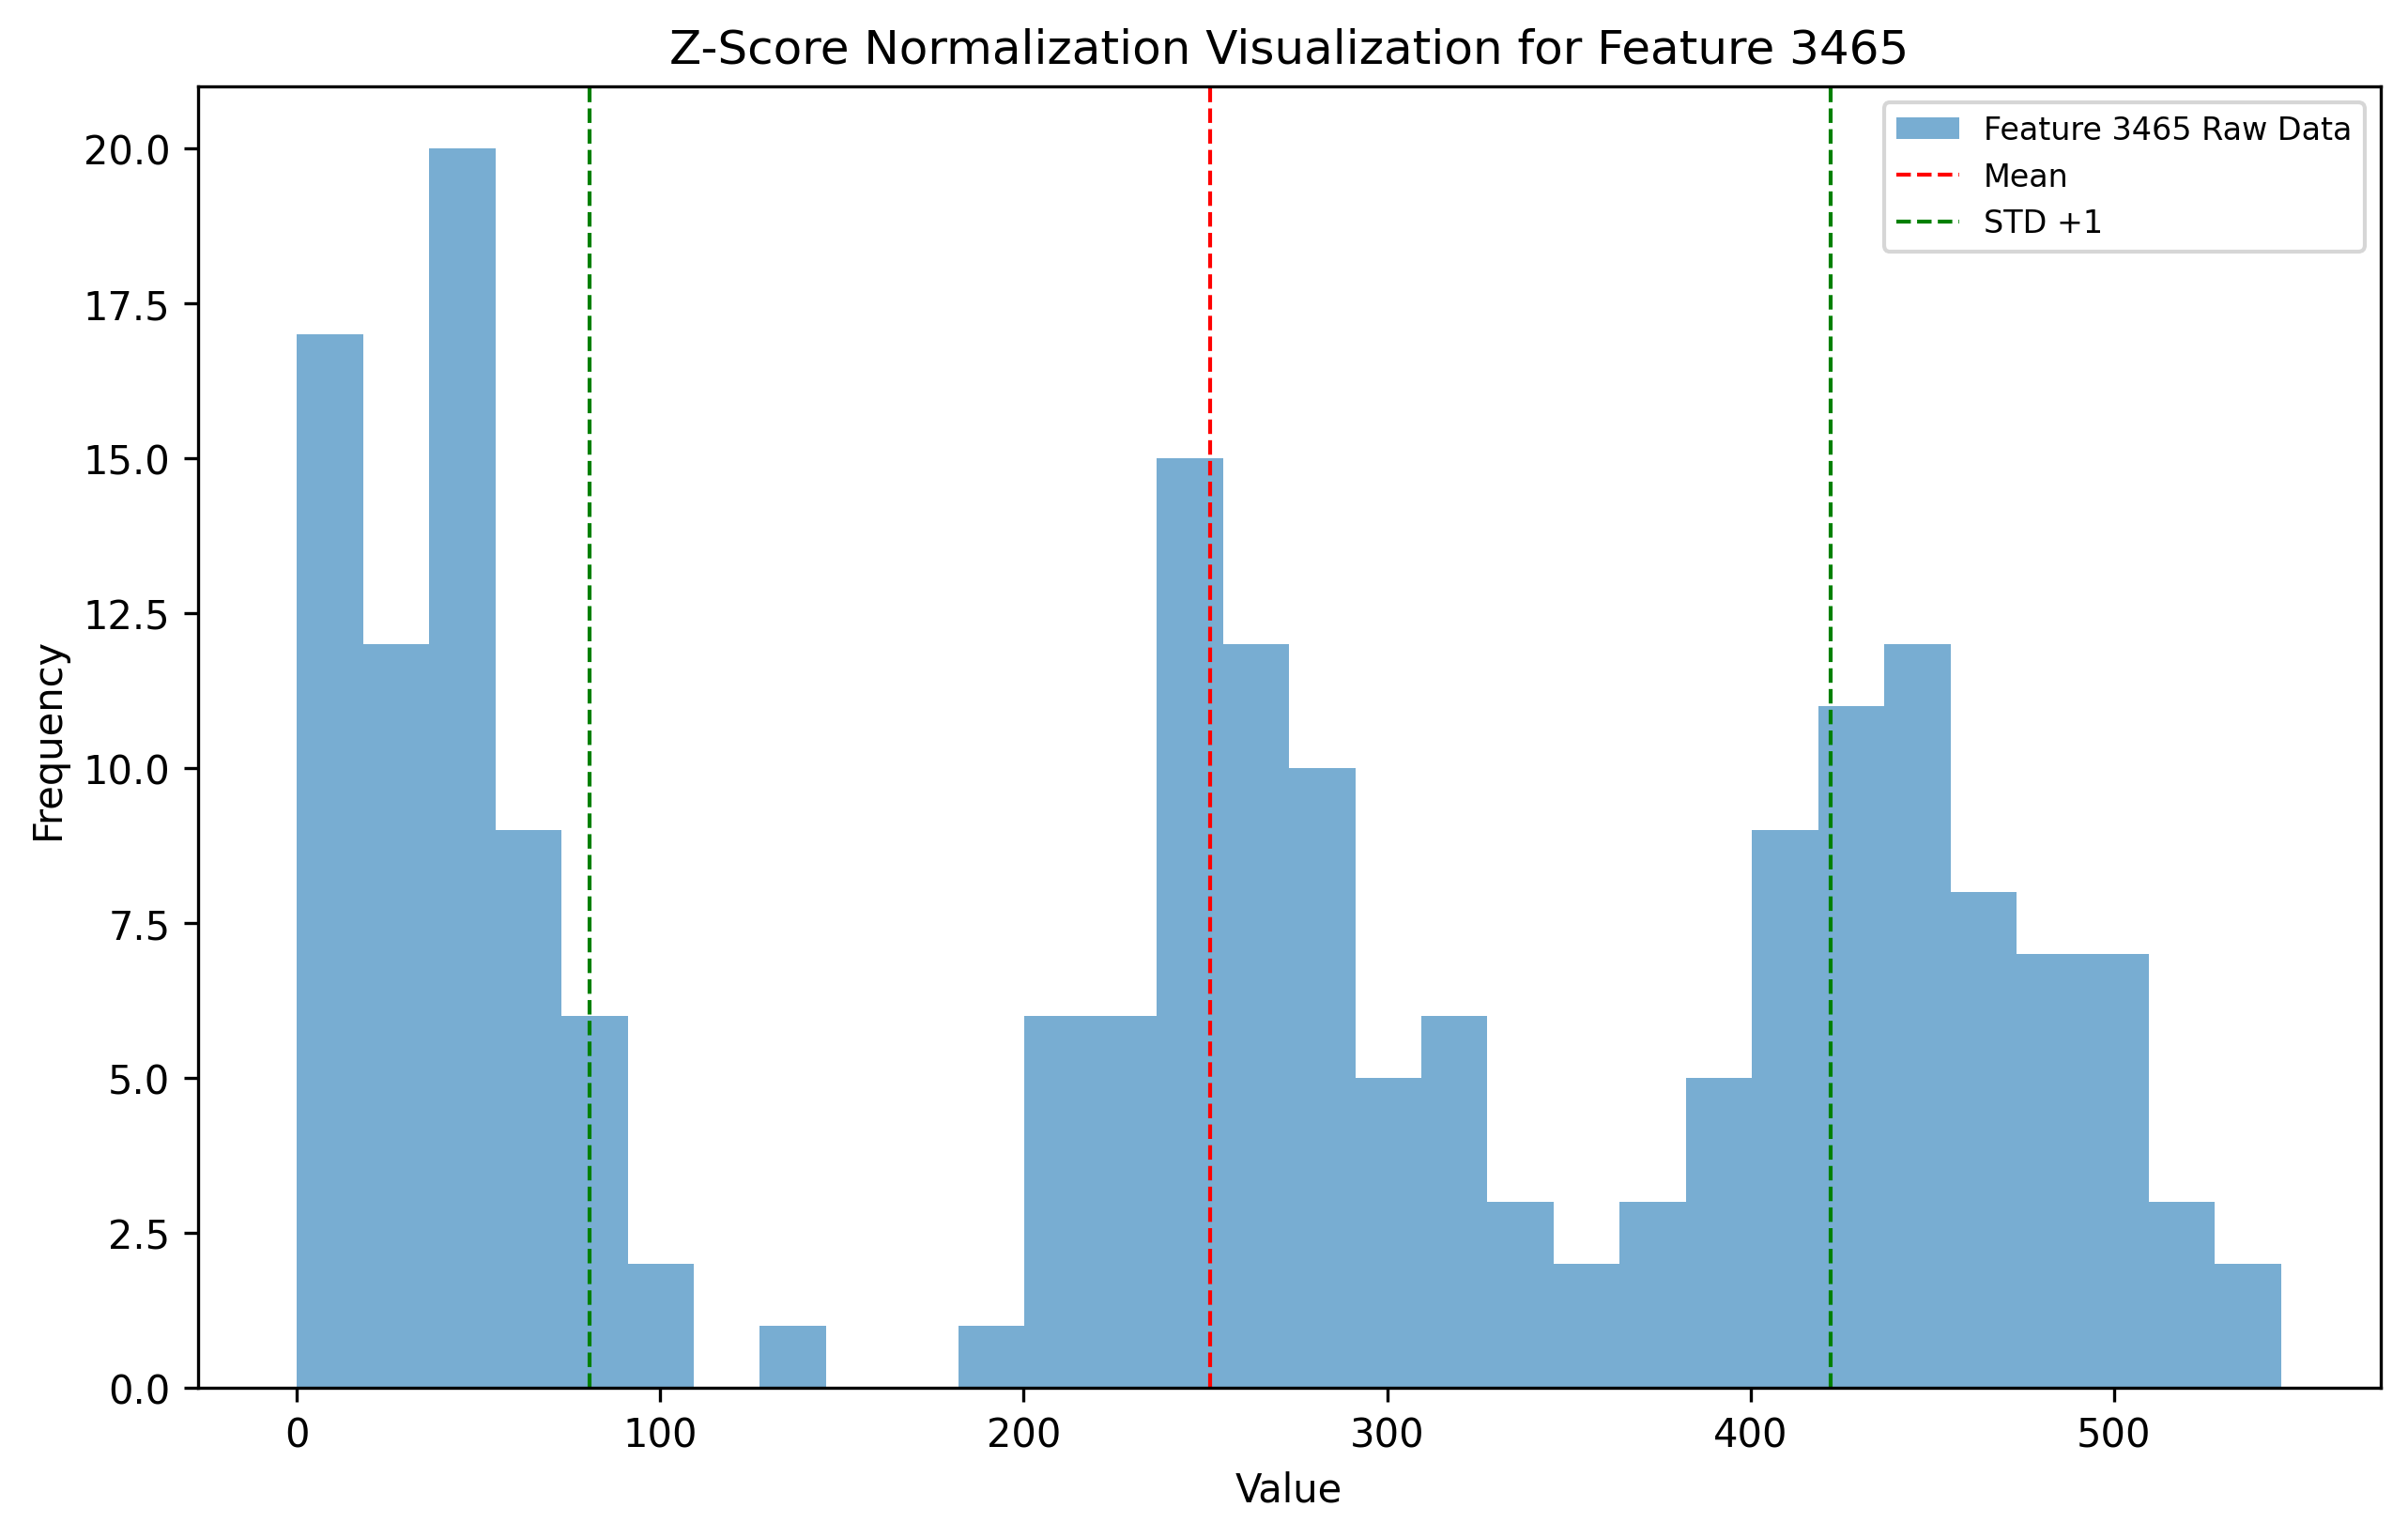 Z-Score Normalization Visualization for Feature 3465
Feature 3465 Raw Data
Mean
STD +1
20.0
17.5
15.0
12.5
10.0
7.5
5.0
2.5
0.0
Frequency
0 100 200 300 400 500
Value